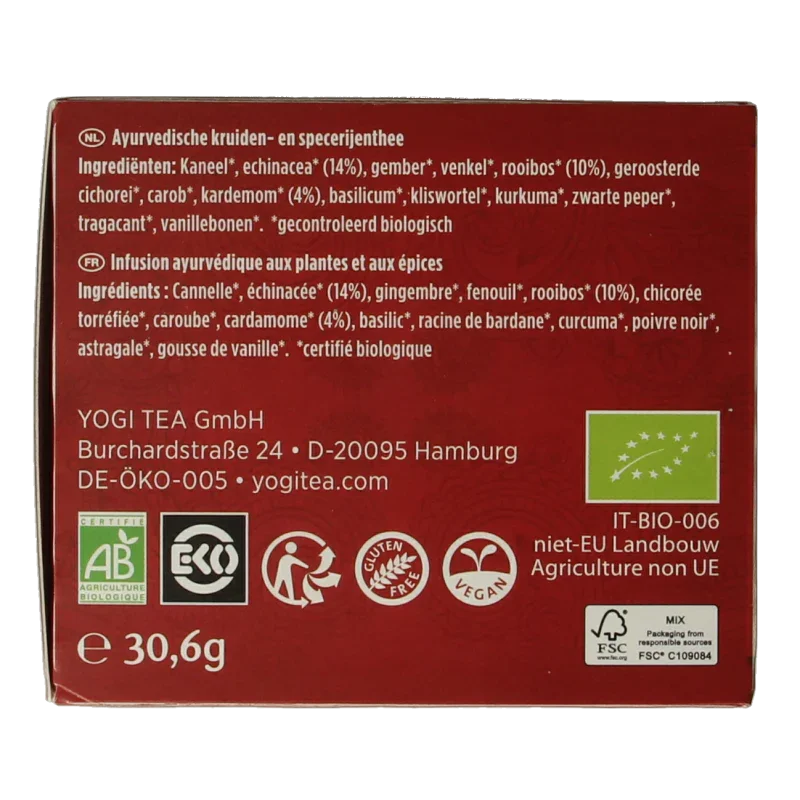 NL Ayurvedische kruiden- en specerijenthee
Ingrediënten: Kaneel*, echinacea* (14%), gember*, venkel*, rooibos* (10%), geroosterde
cichorei*, carob*, kardemom* (4%), basilicum*, kliswortel*, kurkuma*, zwarte peper*,
tragacant*, vanillebonen*. *gecontroleerd biologisch
FR Infusion ayurvédique aux plantes et aux épices
Ingrédients : Cannelle*, échinacée* (14%), gingembre*, fenouil*, rooibos* (10%), chicorée
torréfiée*, caroube*, cardamome* (4%), basilic*, racine de bardane*, curcuma*, poivre noir*,
astragale*, gousse de vanille*. *certifié biologique
YOGI TEA GmbH
Burchardstraße 24 • D-20095 Hamburg
DE-ÖKO-005 • yogitea.com
IT-BIO-006
niet-EU Landbouw
Agriculture non UE
CERTIFIÉ
AB
AGRICULTURE
BIOLOGIQUE
EKO
GLUTEN
FREE
VEGAN
℮ 30,6g
FSC
www.fsc.org
MIX
Packaging from
responsible sources
FSC® C109084